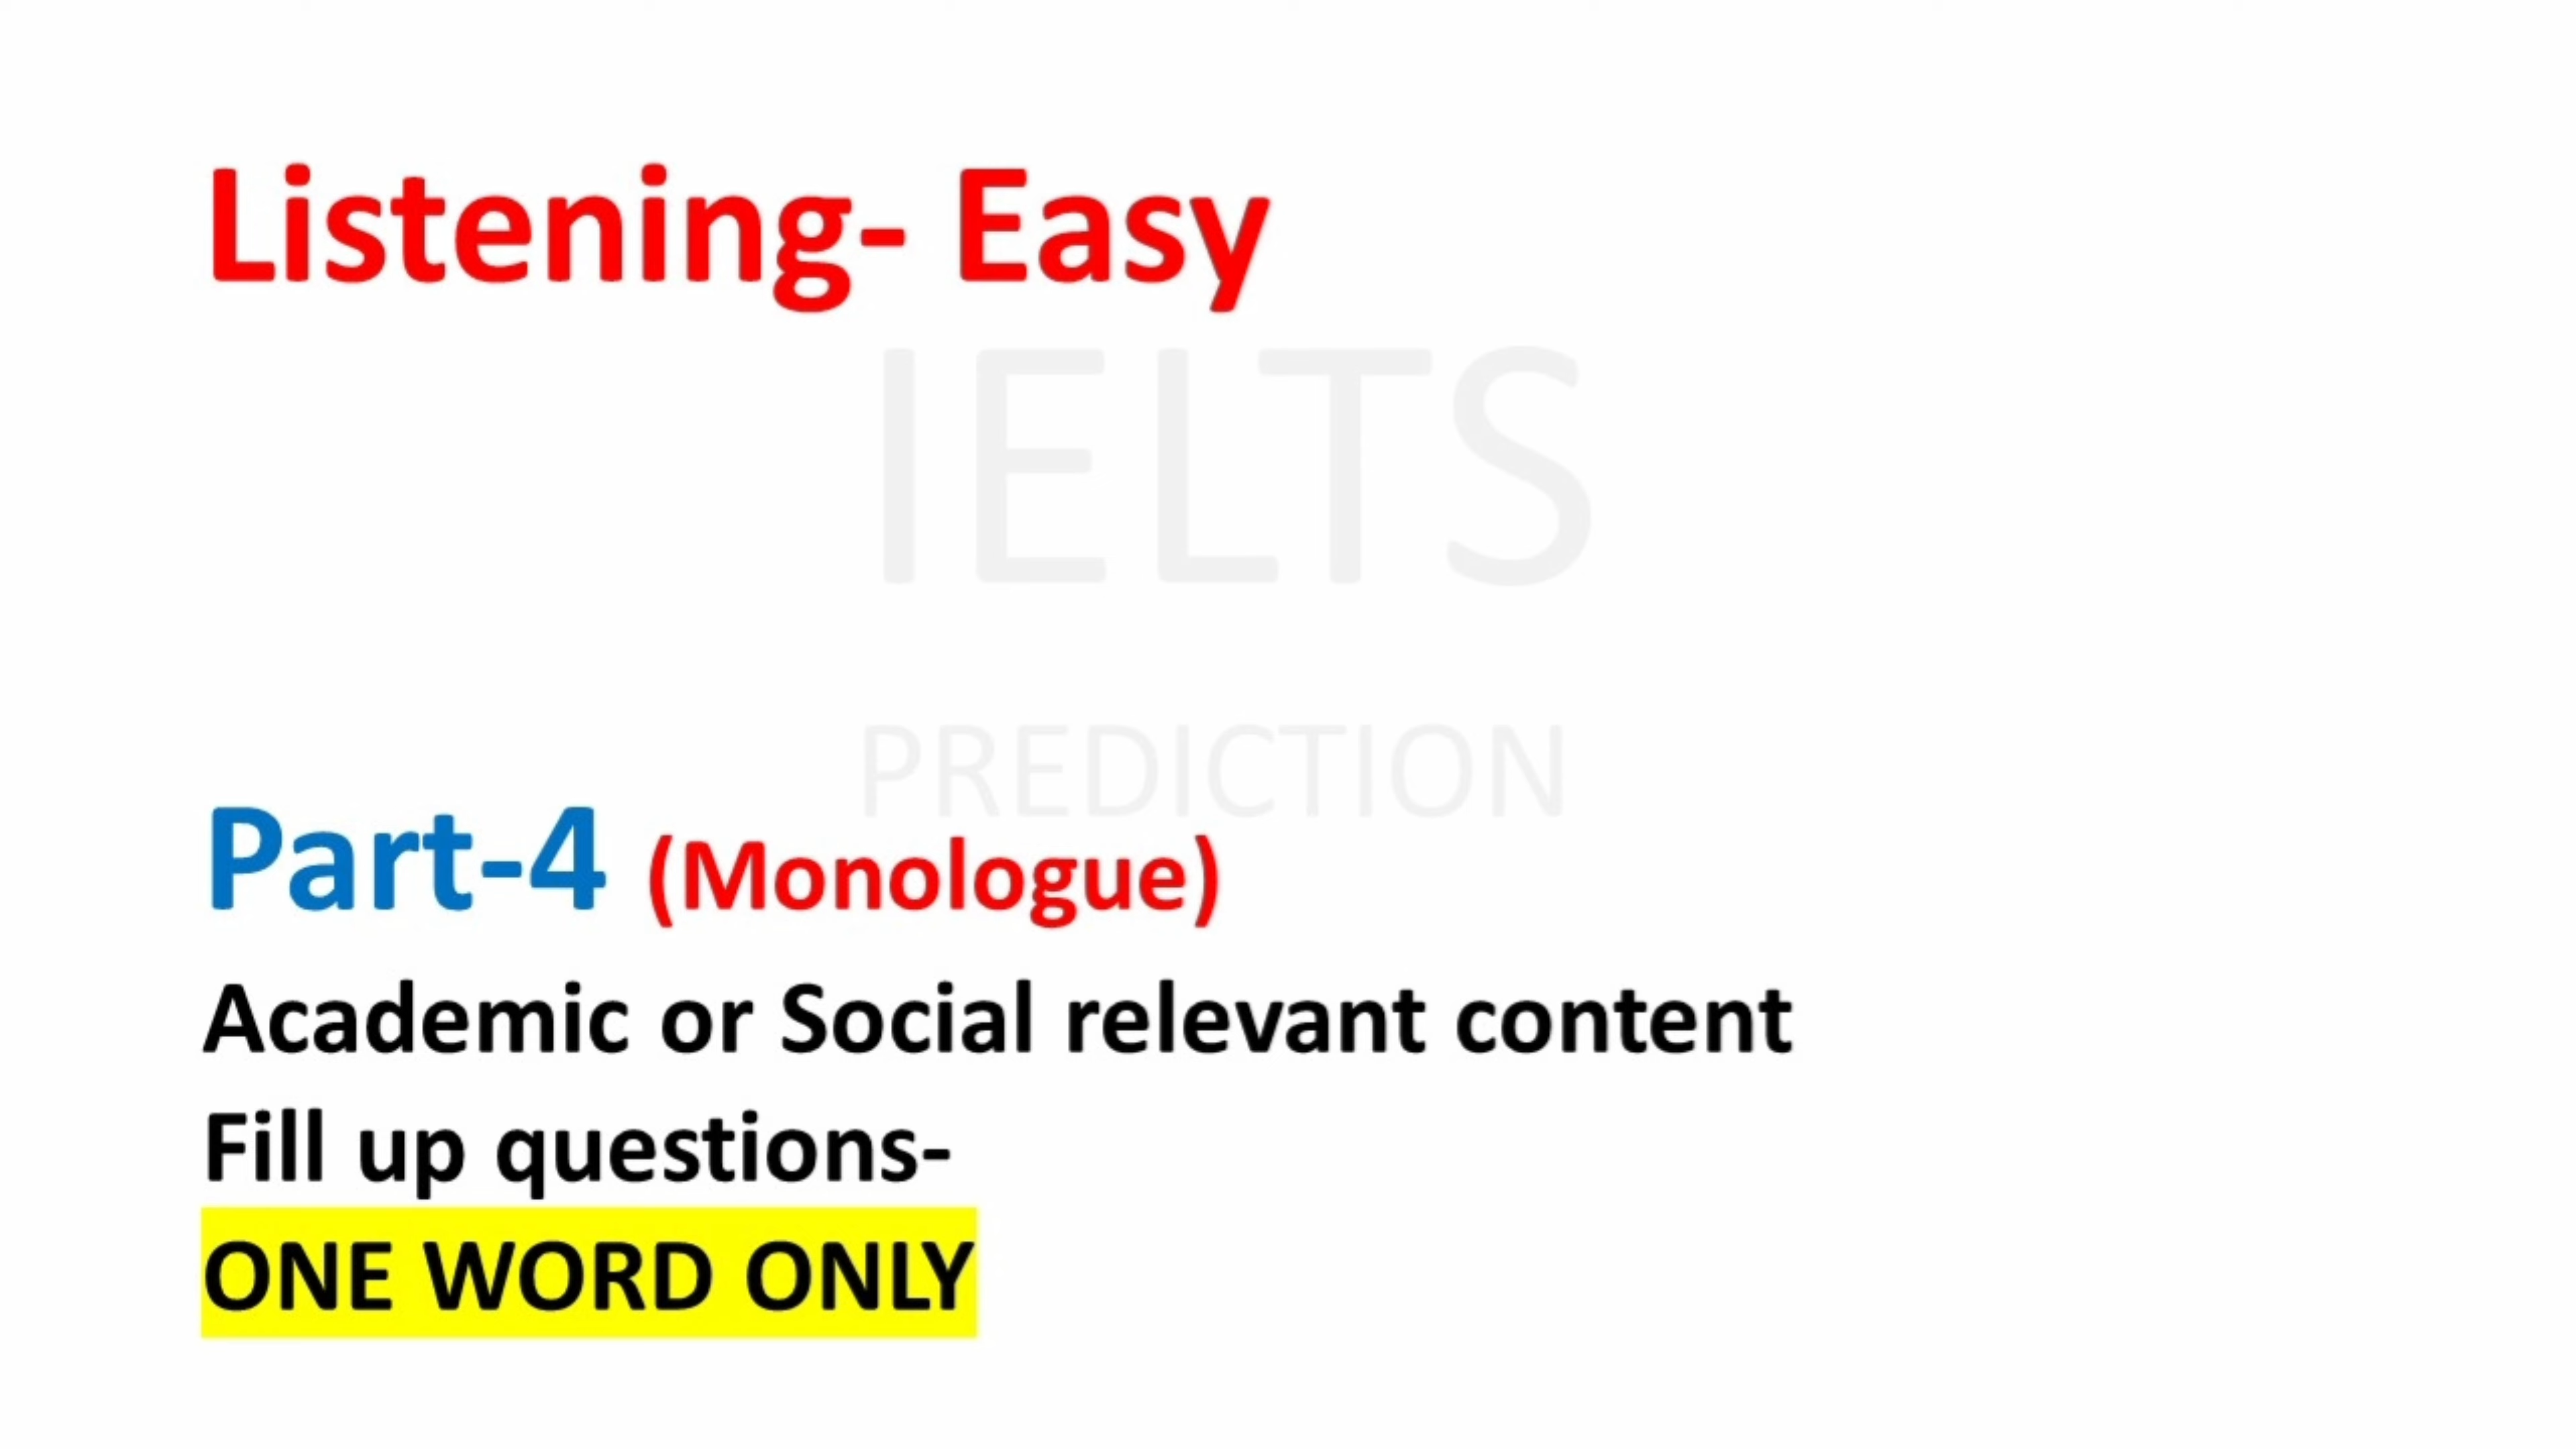 Listening- Easy
IELTS
PREDICTION
Part-4 (Monologue)
Academic or Social relevant content
Fill up questions-
ONE WORD ONLY